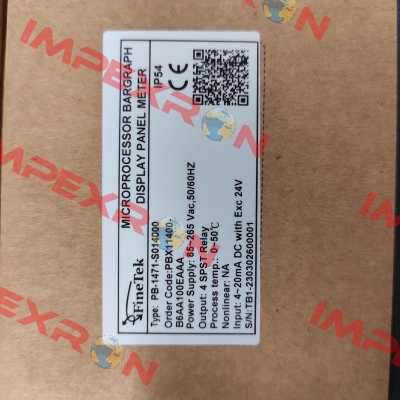 MICROPROCESSOR BARGRAPH
DISPLAY PANEL METER
FineTek
CE
IP54
Type: PB-1471-S014000
Order Code:PBX11400-
B6AA100EAAA
Power Supply: 85~265 Vac,50/60HZ
Output: 4 SPST Relay
Process temp.: 0~50℃
Nonlinear: NA
Input: 4~20mA DC with Exc 24V
S/N:TB1-230302600001
IMPEXRON
IMPEXRON
IMPEXRON
IMPEXRON